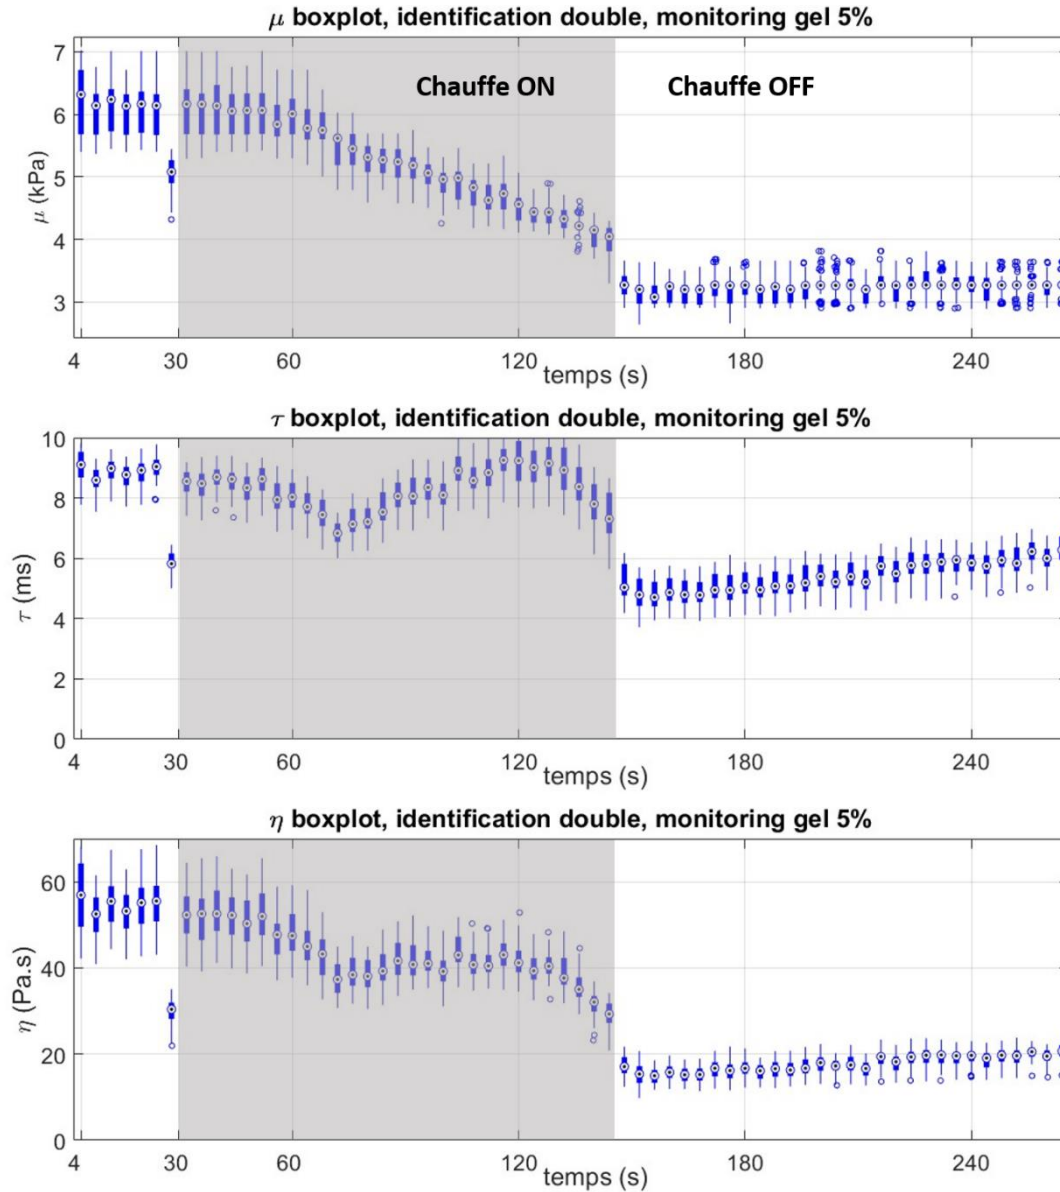 μ boxplot, identification double, monitoring gel 5%
7
6
5
4
3
μ (kPa)
Chauffe ON
Chauffe OFF
4 30 60 120 180 240
temps (s)
τ boxplot, identification double, monitoring gel 5%
10
8
6
4
2
0
τ (ms)
4 30 60 120 180 240
temps (s)
η boxplot, identification double, monitoring gel 5%
60
40
20
0
η (Pa.s)
4 30 60 120 180 240
temps (s)